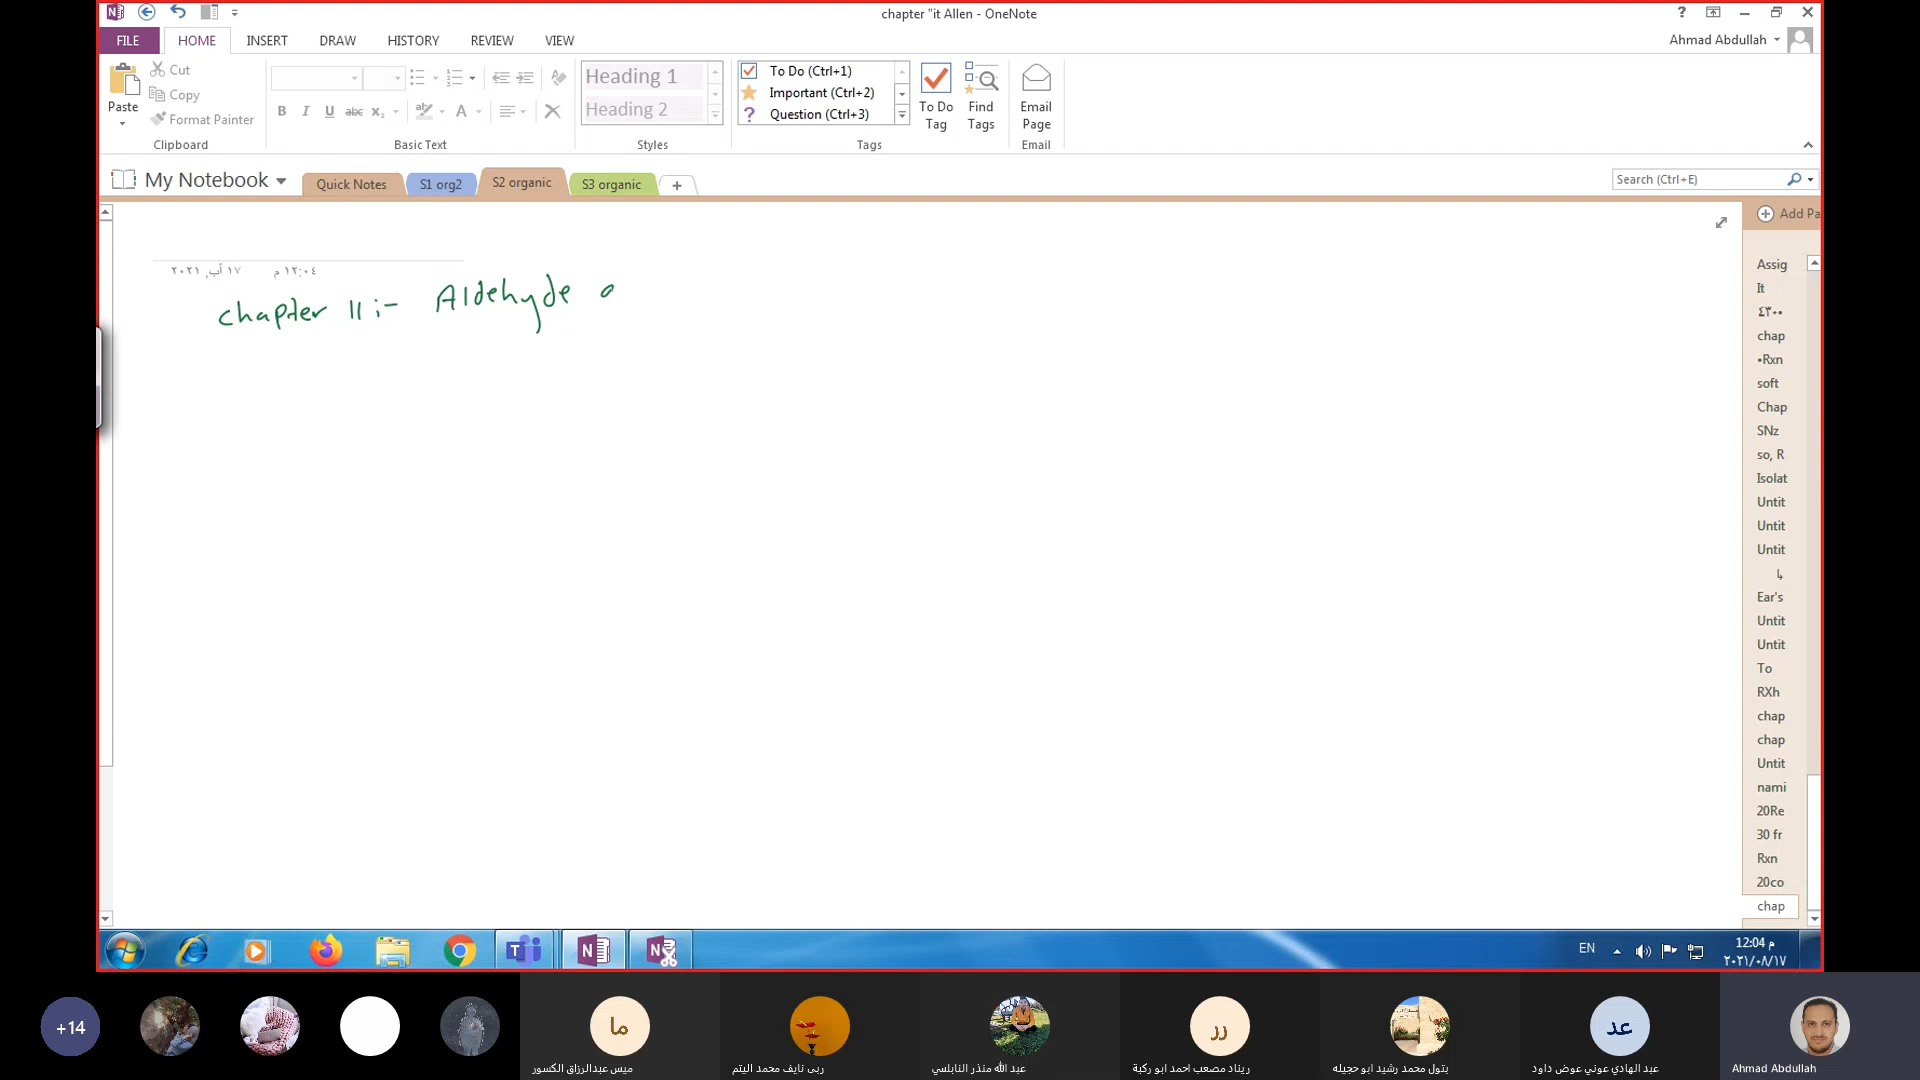 chapter "it Allen - OneNote
?
FILE HOME INSERT DRAW HISTORY REVIEW VIEW
Ahmad Abdullah
Paste
Cut
Copy
Format Painter
Clipboard
B I U abc x₂ A
Basic Text
Heading 1
Heading 2
Styles
To Do (Ctrl+1)
Important (Ctrl+2)
? Question (Ctrl+3)
To Do Tag
Find Tags
Tags
Email Page
Email
My Notebook
Quick Notes S1 org2 S2 organic S3 organic +
Search (Ctrl+E)
١٧ آب, ٢٠٢١ ١٢:٠٤ م
chapter 11 :- Aldehyde a
Add Pa
Assig
It
٤٣٠٠
chap
•Rxn
soft
Chap
SNz
so, R
Isolat
Untit
Untit
Untit
Ear's
Untit
Untit
To
RXh
chap
chap
Untit
nami
20Re
30 fr
Rxn
20co
chap
EN
12:04 م
٢٠٢١/٠٨/١٧
+14
ما
رر
عد
ميس عبدالرزاق الكسور
ربى نايف محمد اليتم
عبد الله منذر النابلسي
ريناد مصعب احمد ابو ركبة
بتول محمد رشيد ابو حجيله
عبد الهادي عوني عوض داود
Ahmad Abdullah